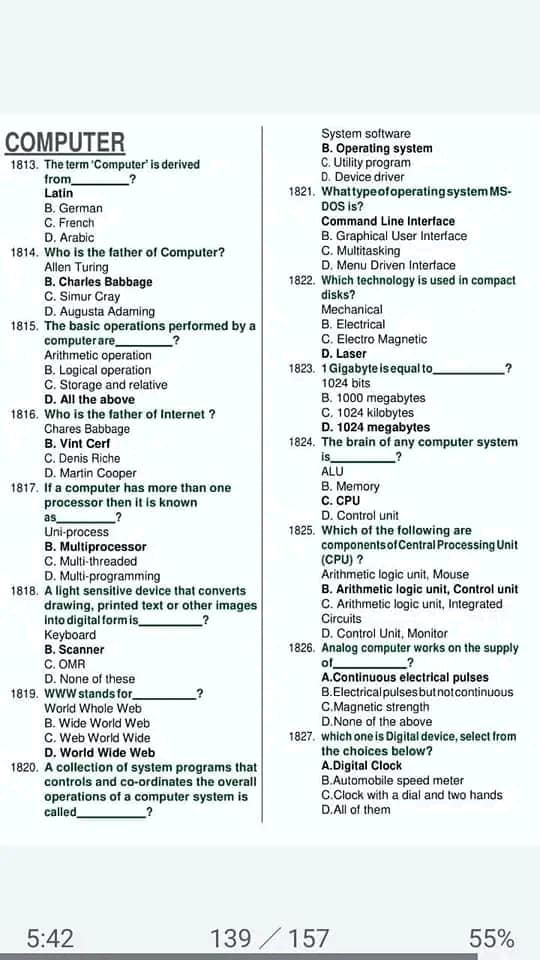 COMPUTER
1813. The term ‘Computer’ is derived
from________?
Latin
B. German
C. French
D. Arabic
1814. Who is the father of Computer?
Allen Turing
B. Charles Babbage
C. Simur Cray
D. Augusta Adaming
1815. The basic operations performed by a
computer are________?
Arithmetic operation
B. Logical operation
C. Storage and relative
D. All the above
1816. Who is the father of Internet ?
Chares Babbage
B. Vint Cerf
C. Denis Riche
D. Martin Cooper
1817. If a computer has more than one
processor then it is known
as________?
Uni-process
B. Multiprocessor
C. Multi-threaded
D. Multi-programming
1818. A light sensitive device that converts
drawing, printed text or other images
into digital form is_________?
Keyboard
B. Scanner
C. OMR
D. None of these
1819. WWW stands for_________?
World Whole Web
B. Wide World Web
C. Web World Wide
D. World Wide Web
1820. A collection of system programs that
controls and co-ordinates the overall
operations of a computer system is
called__________?
System software
B. Operating system
C. Utility program
D. Device driver
1821. What type of operating system MS-
DOS is?
Command Line Interface
B. Graphical User Interface
C. Multitasking
D. Menu Driven Interface
1822. Which technology is used in compact
disks?
Mechanical
B. Electrical
C. Electro Magnetic
D. Laser
1823. 1 Gigabyte is equal to__________?
1024 bits
B. 1000 megabytes
C. 1024 kilobytes
D. 1024 megabytes
1824. The brain of any computer system
is_________?
ALU
B. Memory
C. CPU
D. Control unit
1825. Which of the following are
components of Central Processing Unit
(CPU) ?
Arithmetic logic unit, Mouse
B. Arithmetic logic unit, Control unit
C. Arithmetic logic unit, Integrated
Circuits
D. Control Unit, Monitor
1826. Analog computer works on the supply
of__________?
A.Continuous electrical pulses
B.Electrical pulses but not continuous
C.Magnetic strength
D.None of the above
1827. which one is Digital device, select from
the choices below?
A.Digital Clock
B.Automobile speed meter
C.Clock with a dial and two hands
D.All of them
5:42 139 / 157 55%